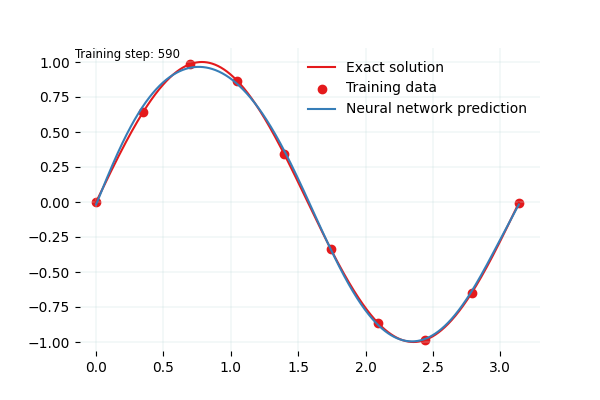 Training step: 590
Exact solution
Training data
Neural network prediction
1.00
0.75
0.50
0.25
0.00
−0.25
−0.50
−0.75
−1.00
0.0 0.5 1.0 1.5 2.0 2.5 3.0